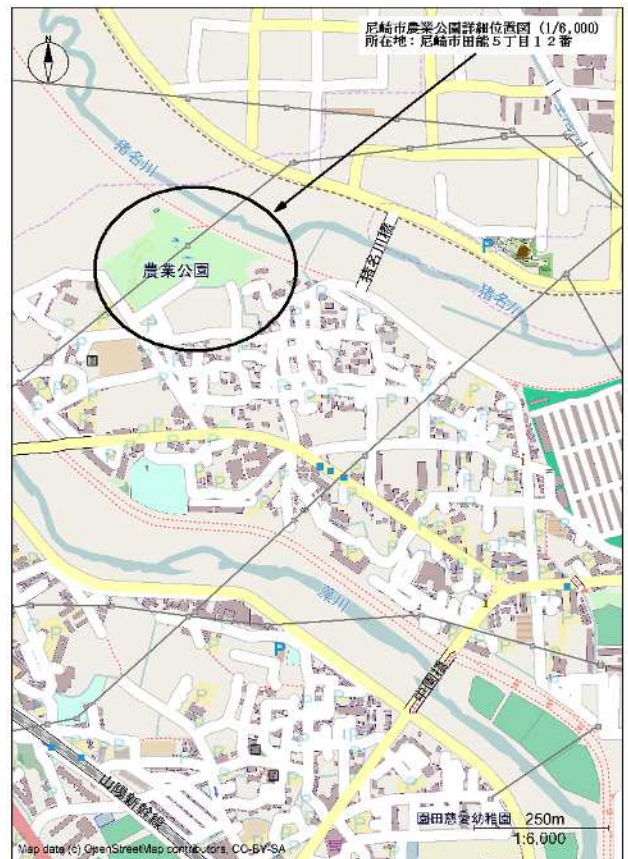 尼崎市農業公園詳細位置図 (1/6,000)
所在地：尼崎市田能５丁目１２番
N
猪名川
農業公園
猪名川橋
猪名川
藻川
中園橋
山陽新幹線
園田慈愛幼稚園
250m
1:6,000
Map data (c) OpenStreetMap contributors, CC-BY-SA